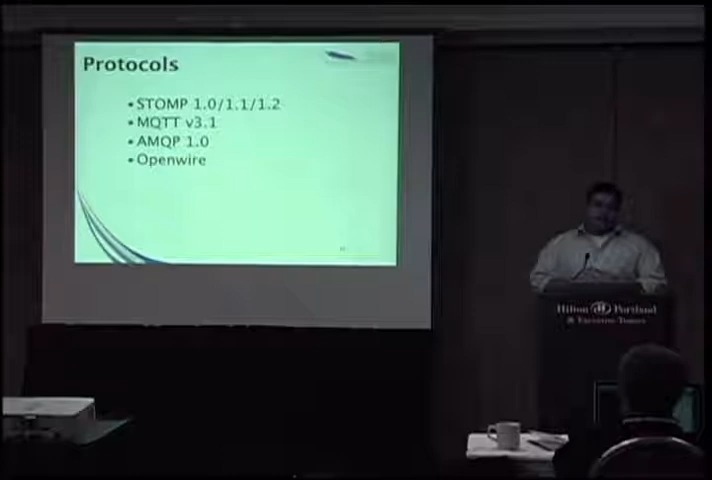 Protocols
▪ STOMP 1.0/1.1/1.2
▪ MQTT v3.1
▪ AMQP 1.0
▪ Openwire
Hilton Portland
& Executive Tower